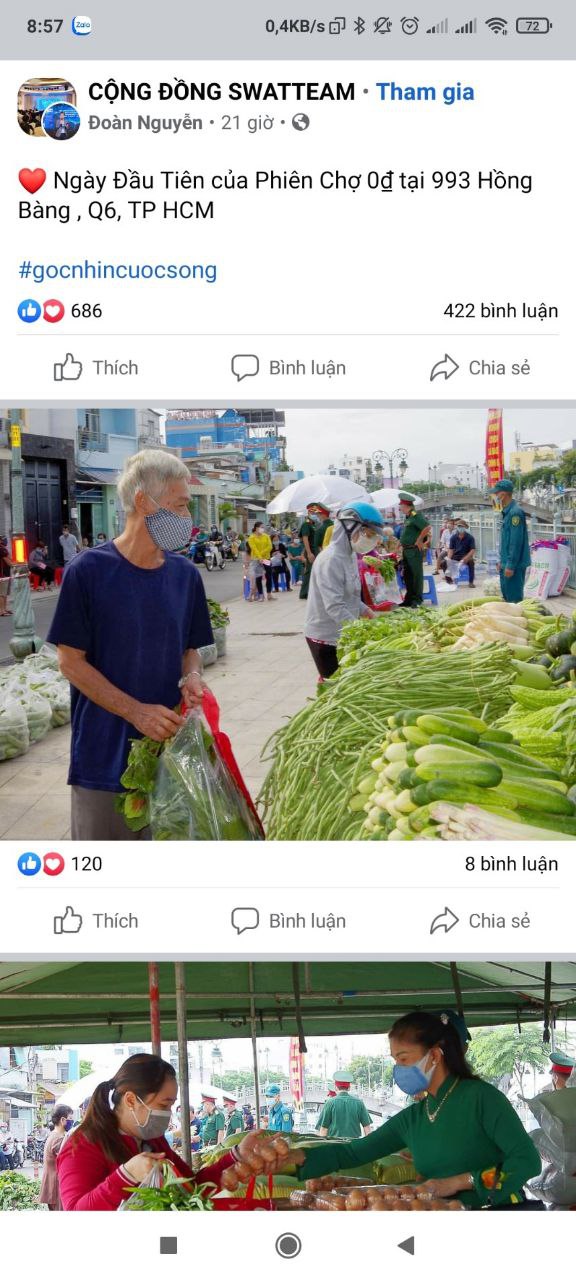 8:57
Zalo
0,4KB/s
72
CỘNG ĐỒNG SWATTEAM • Tham gia
Đoàn Nguyễn • 21 giờ •
Ngày Đầu Tiên của Phiên Chợ 0₫ tại 993 Hồng
Bàng , Q6, TP HCM
#gocnhincuocsong
686
422 bình luận
Thích
Bình luận
Chia sẻ
120
8 bình luận
Thích
Bình luận
Chia sẻ